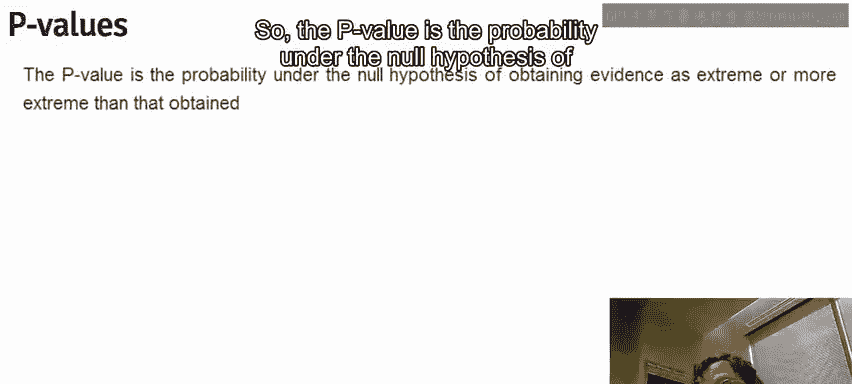 P-values
So, the P-value is the probability
under the null hypothesis of
The P-value is the probability under the null hypothesis of obtaining evidence as extreme or more
extreme than that obtained